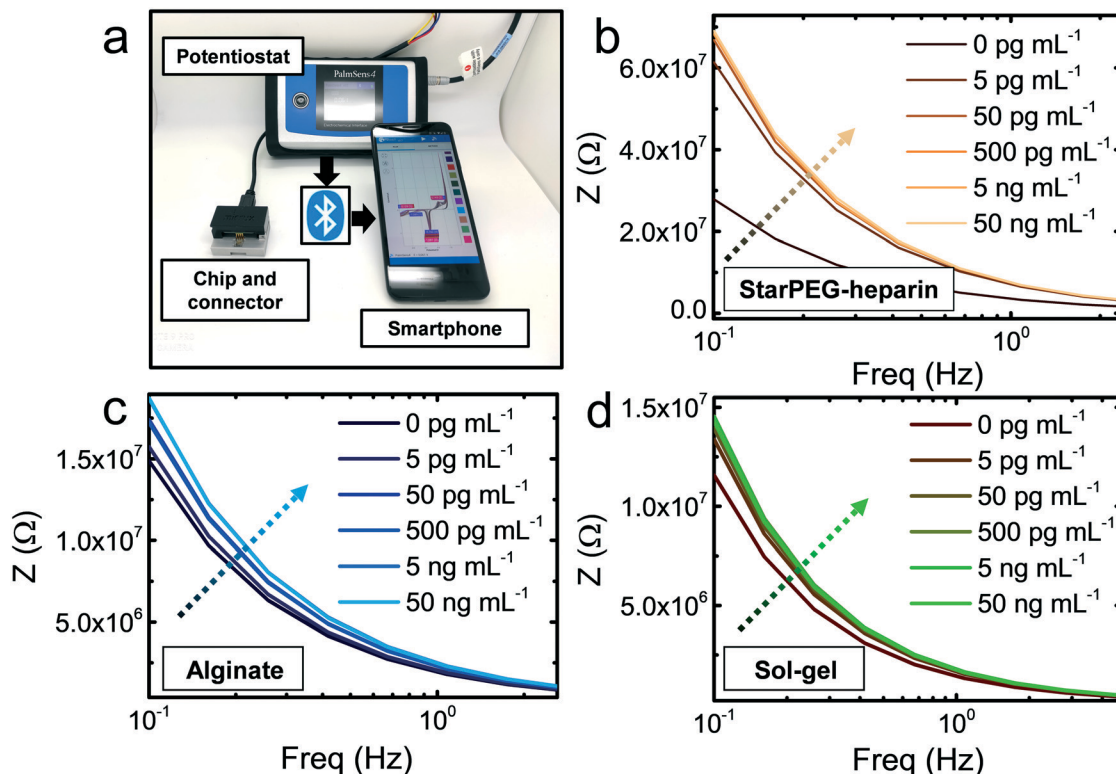 a
Potentiostat
PalmSens4
Chip and
connector
Smartphone
b
0 pg mL⁻¹
5 pg mL⁻¹
50 pg mL⁻¹
500 pg mL⁻¹
5 ng mL⁻¹
50 ng mL⁻¹
6.0x10⁷
4.0x10⁷
2.0x10⁷
0.0
Z (Ω)
StarPEG-heparin
10⁻¹
10⁰
Freq (Hz)
c
0 pg mL⁻¹
5 pg mL⁻¹
50 pg mL⁻¹
500 pg mL⁻¹
5 ng mL⁻¹
50 ng mL⁻¹
1.5x10⁷
1.0x10⁷
5.0x10⁶
Z (Ω)
Alginate
10⁻¹
10⁰
Freq (Hz)
d
0 pg mL⁻¹
5 pg mL⁻¹
50 pg mL⁻¹
500 pg mL⁻¹
5 ng mL⁻¹
50 ng mL⁻¹
1.5x10⁷
1.0x10⁷
5.0x10⁶
Z (Ω)
Sol-gel
10⁻¹
10⁰
Freq (Hz)